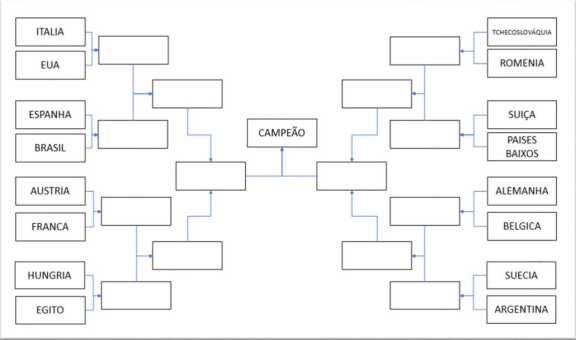 ITALIA
EUA
ESPANHA
BRASIL
AUSTRIA
FRANCA
HUNGRIA
EGITO
CAMPEÃO
TCHECOSLOVÁQUIA
ROMENIA
SUIÇA
PAISES
BAIXOS
ALEMANHA
BELGICA
SUECIA
ARGENTINA